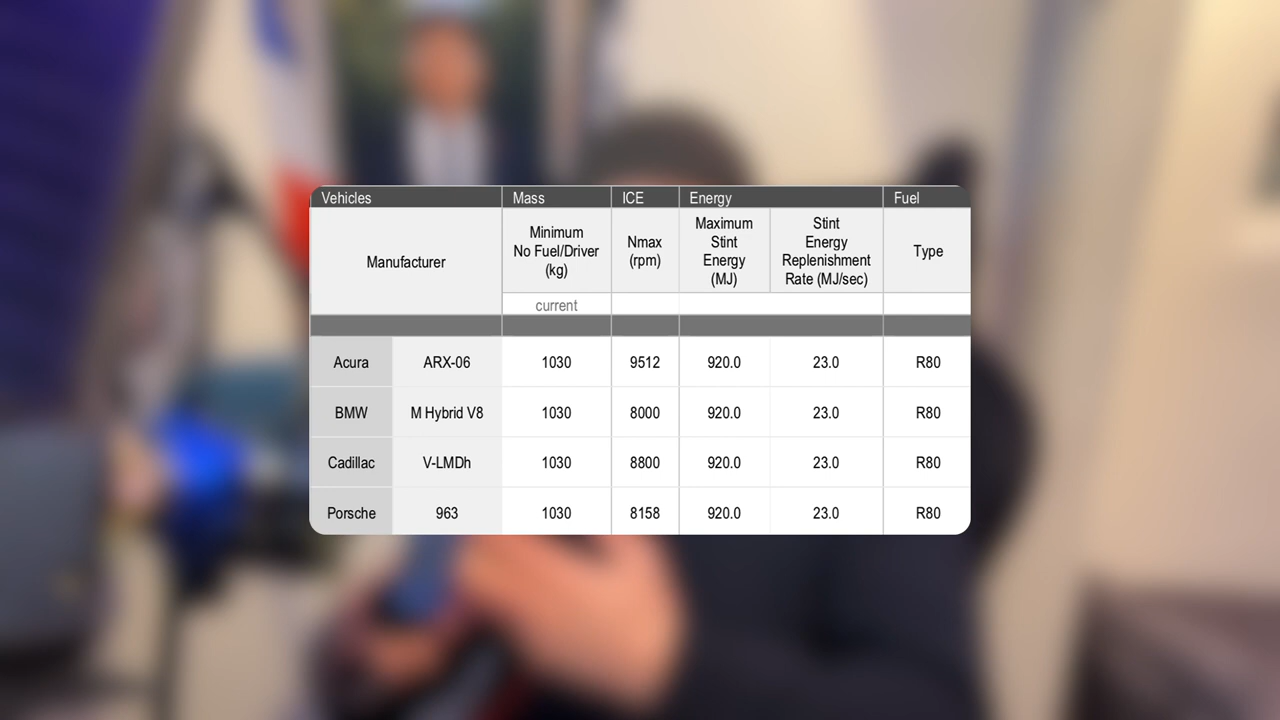 Vehicles Mass ICE Energy Fuel
Manufacturer
Minimum
No Fuel/Driver
(kg)
Nmax
(rpm)
Maximum
Stint
Energy
(MJ)
Stint
Energy
Replenishment
Rate (MJ/sec)
Type
current
Acura ARX-06 1030 9512 920.0 23.0 R80
BMW M Hybrid V8 1030 8000 920.0 23.0 R80
Cadillac V-LMDh 1030 8800 920.0 23.0 R80
Porsche 963 1030 8158 920.0 23.0 R80